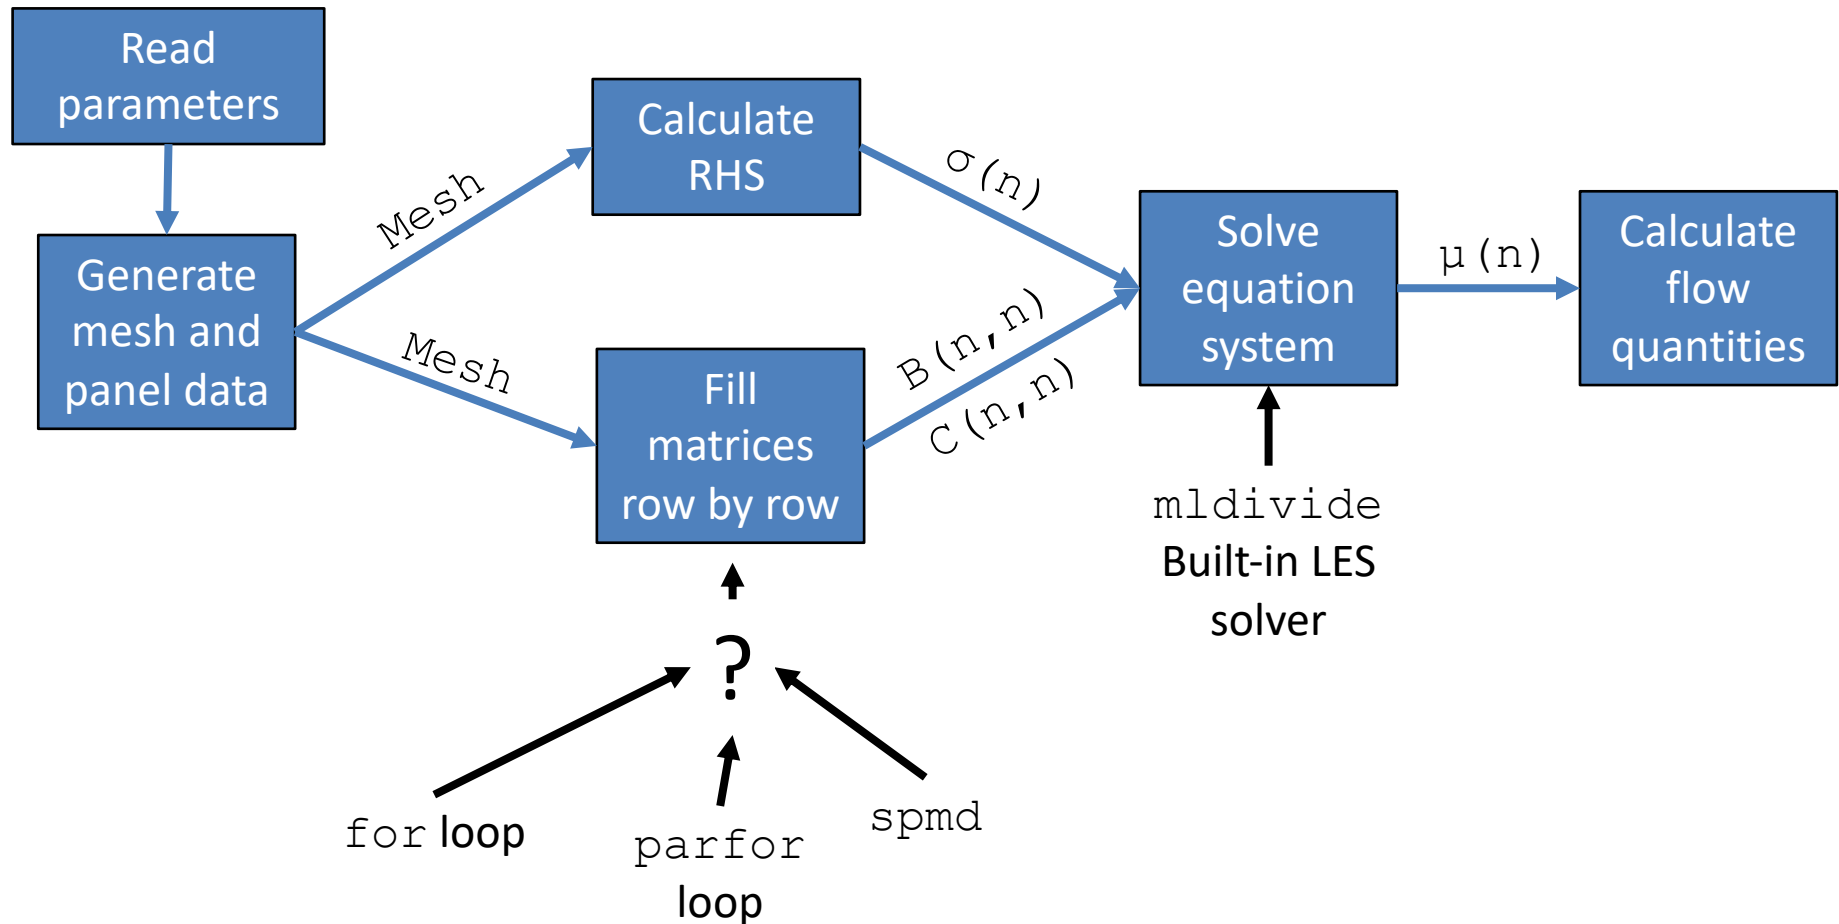 Read
parameters
Generate
mesh and
panel data
Mesh
Mesh
Calculate
RHS
Fill
matrices
row by row
σ(n)
B(n,n)
C(n,n)
Solve
equation
system
μ(n)
Calculate
flow
quantities
mldivide
Built-in LES
solver
?
for loop
parfor
loop
spmd